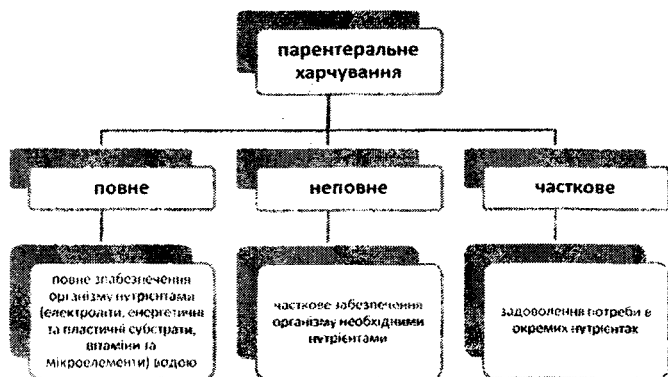 парентеральне
харчування
повне
неповне
часткове
повне знабезпечення
організму нутрієнтами
(електроліти, енергетичні
та пластичні субстрати,
вітаміни та
мікроелементи) водою
часткове забезпечення
організму необхідними
нутрієнтами
задоволення потреби в
окремих нутрієнтах